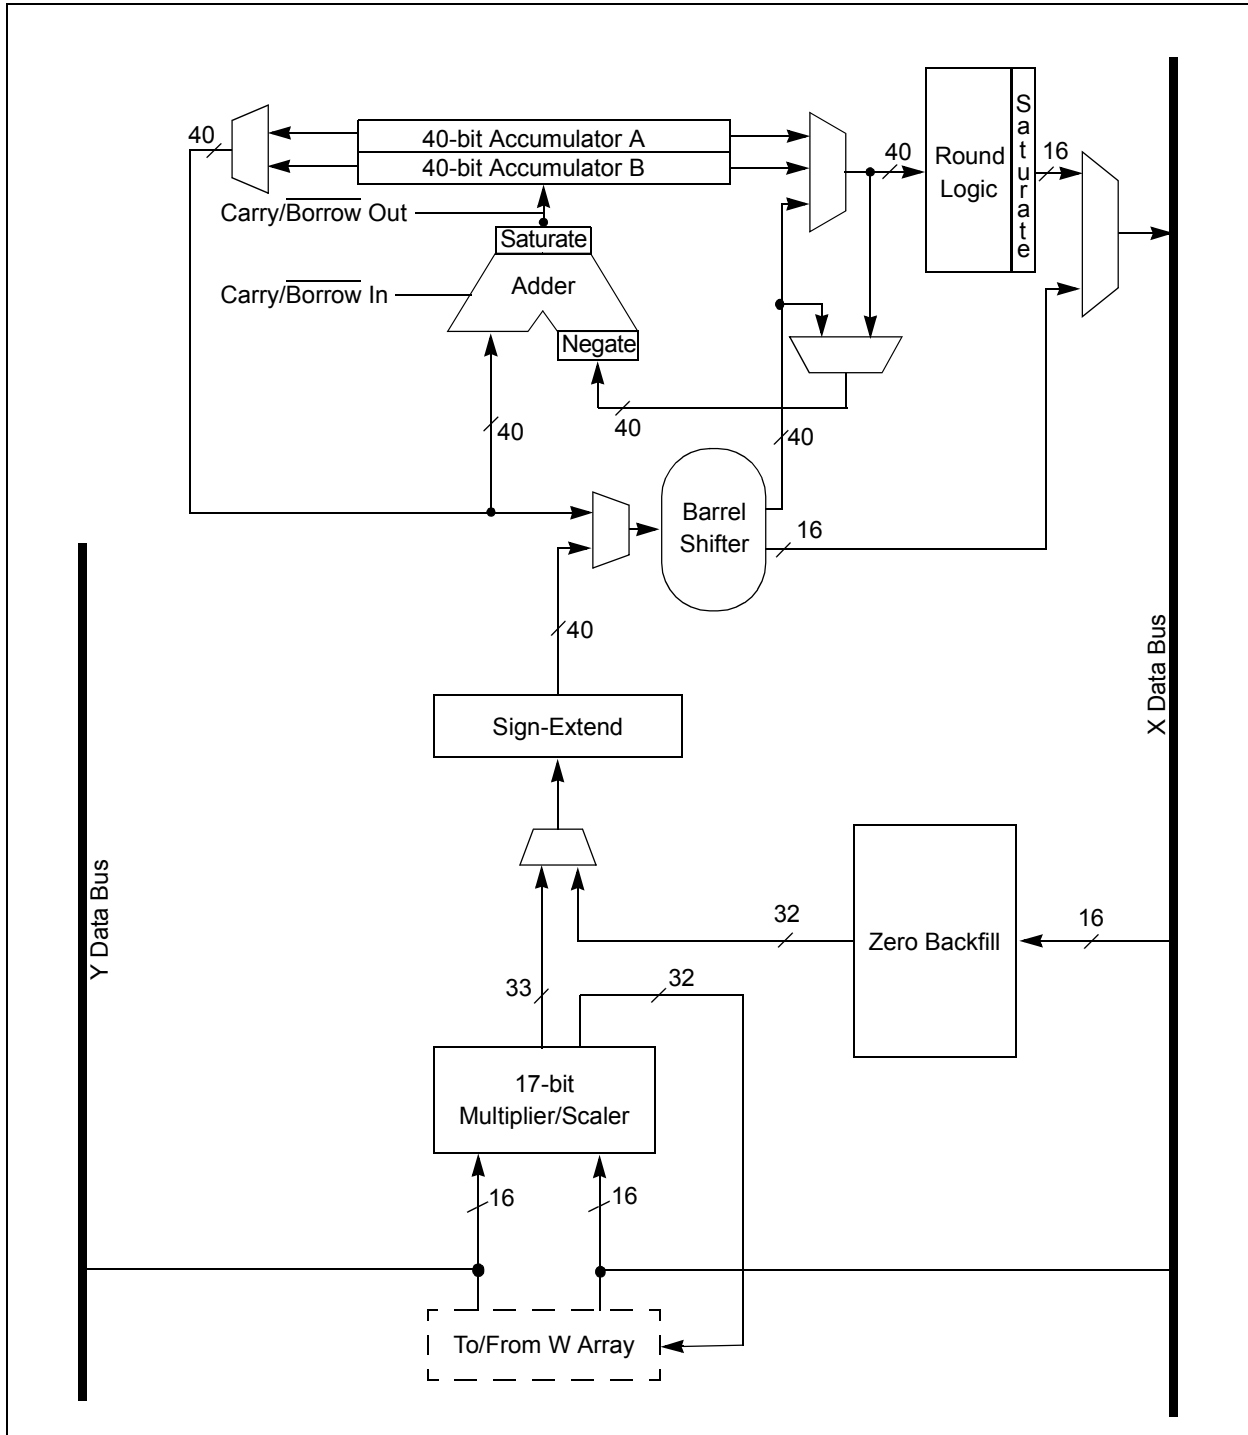 40
40-bit Accumulator A
40-bit Accumulator B
Carry/Borrow Out
Saturate
Carry/Borrow In
Adder
Negate
40
Round
Logic
Saturate
16
40
40
40
Barrel
Shifter
16
40
Sign-Extend
X Data Bus
Y Data Bus
32
Zero Backfill
16
33
32
17-bit
Multiplier/Scaler
16
16
To/From W Array